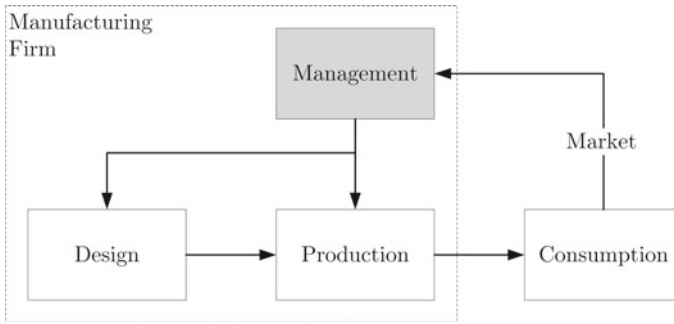 Manufacturing
Firm
Management
Market
Design
Production
Consumption